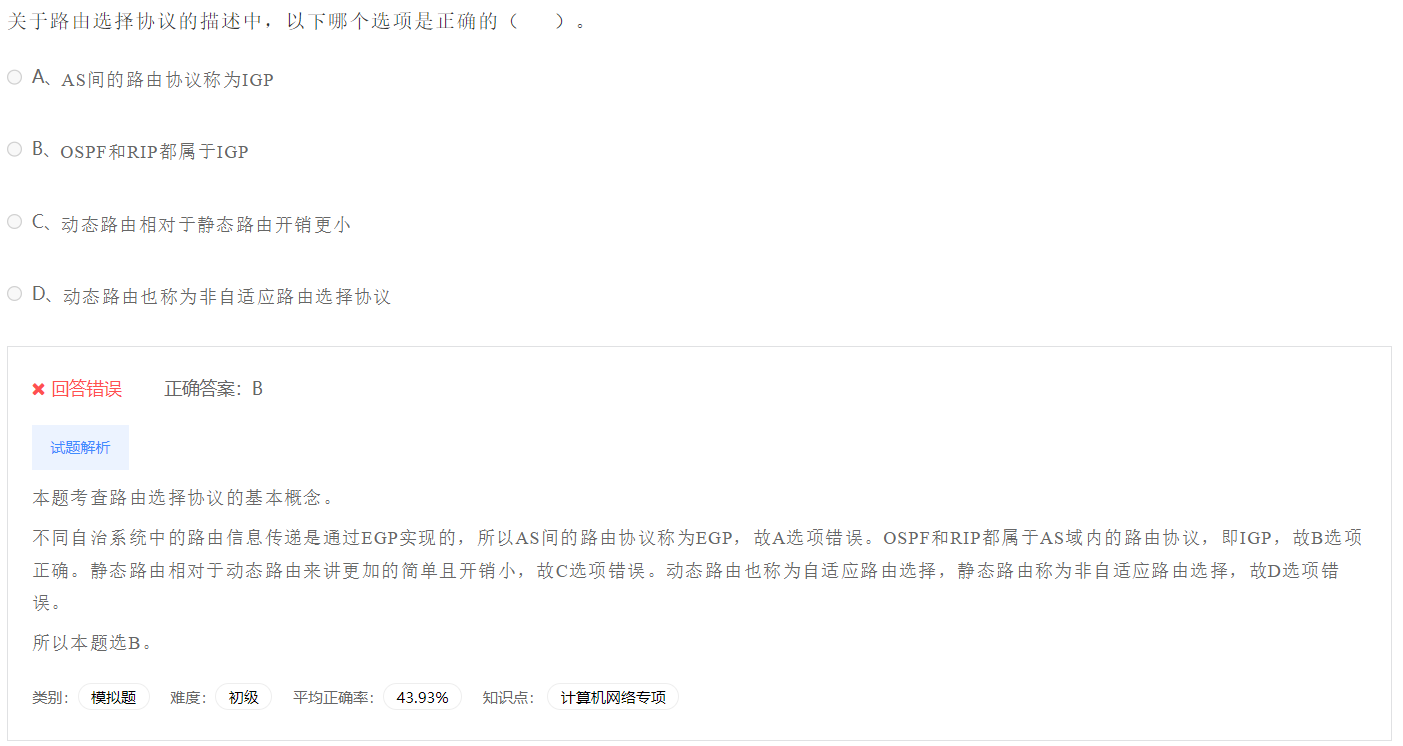 关于路由选择协议的描述中，以下哪个选项是正确的（　　）。
A、AS间的路由协议称为IGP
B、OSPF和RIP都属于IGP
C、动态路由相对于静态路由开销更小
D、动态路由也称为非自适应路由选择协议
✖ 回答错误　　正确答案：B
试题解析
本题考查路由选择协议的基本概念。
不同自治系统中的路由信息传递是通过EGP实现的，所以AS间的路由协议称为EGP，故A选项错误。OSPF和RIP都属于AS域内的路由协议，即IGP，故B选项
正确。静态路由相对于动态路由来讲更加的简单且开销小，故C选项错误。动态路由也称为自适应路由选择，静态路由称为非自适应路由选择，故D选项错
误。
所以本题选B。
类别： 模拟题　难度： 初级　平均正确率： 43.93%　知识点： 计算机网络专项